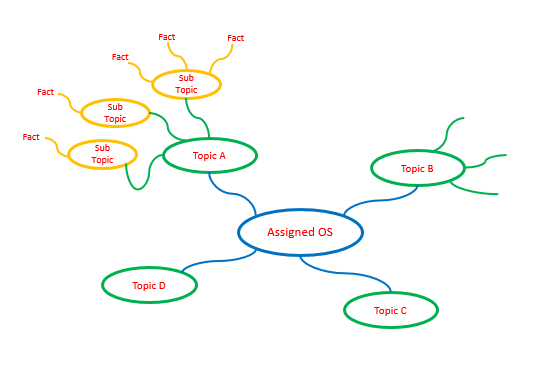 Fact
Fact
Fact
Sub
Topic
Fact
Sub
Topic
Fact
Sub
Topic
Topic A
Topic B
Assigned OS
Topic D
Topic C